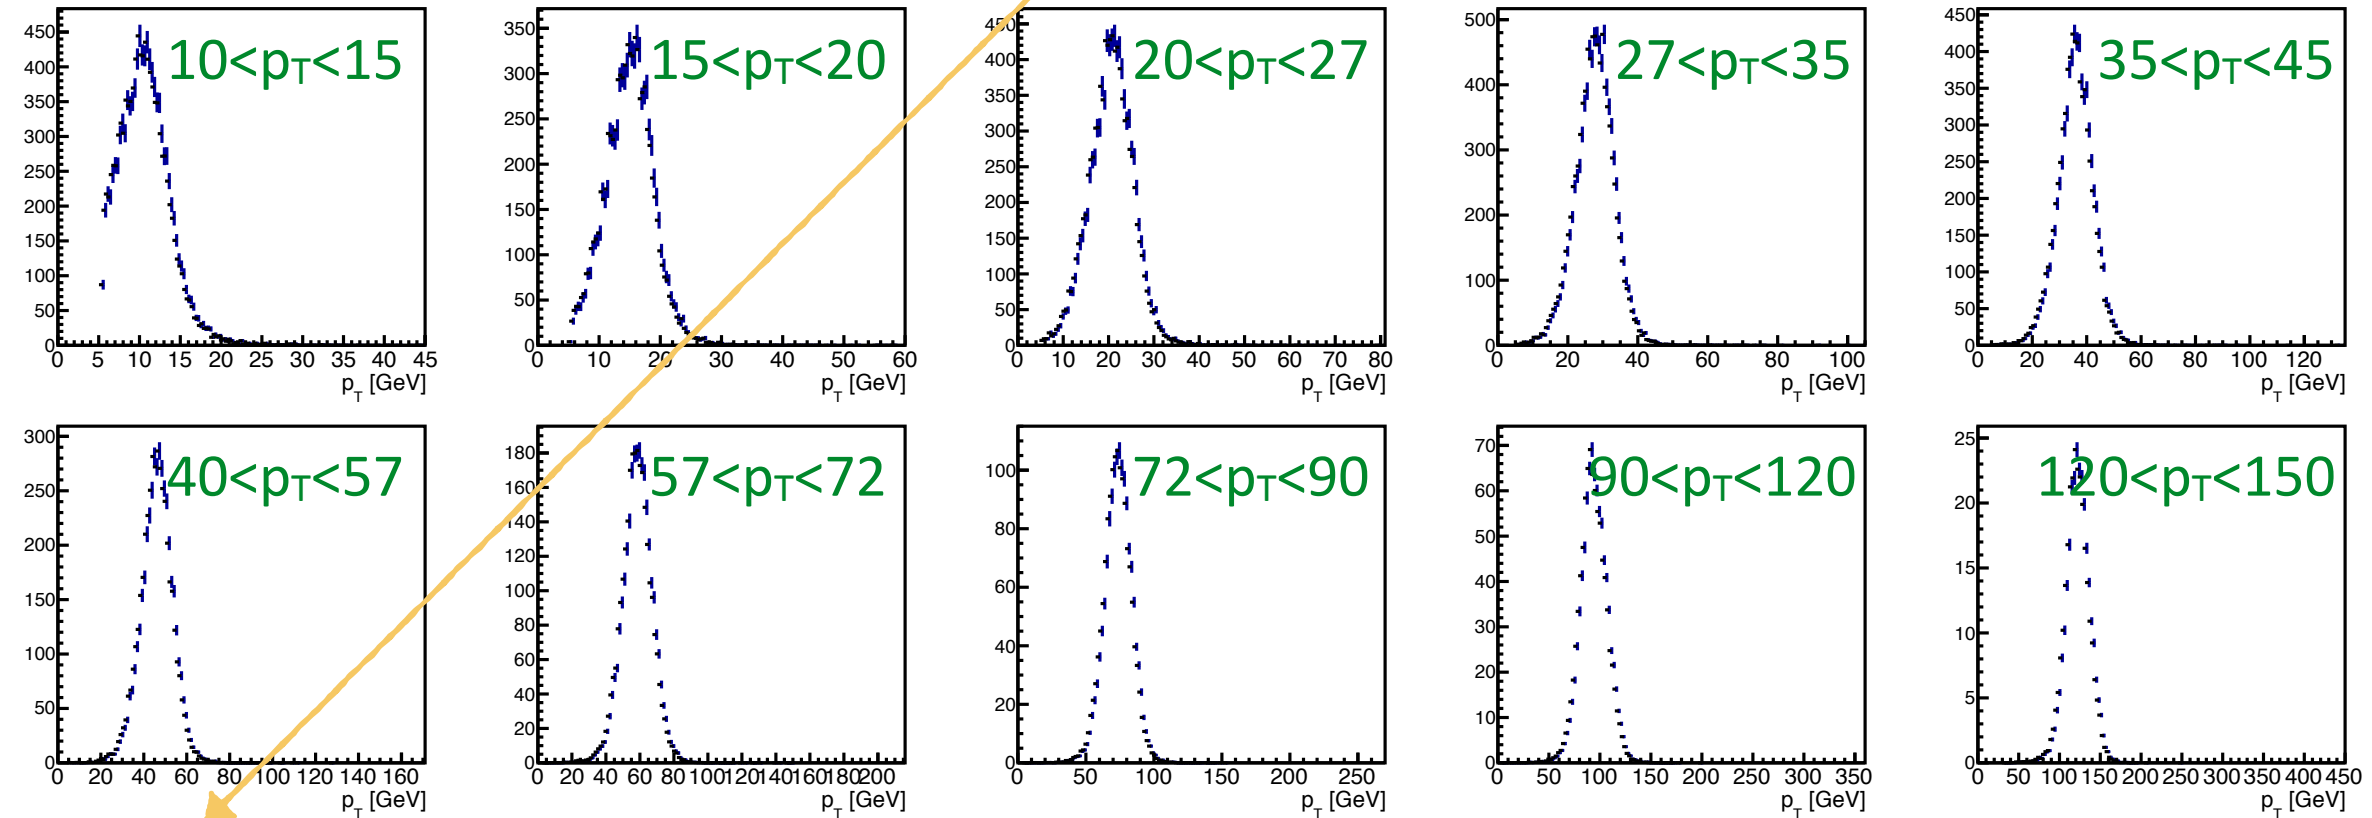 10<pT<15
15<pT<20
20<pT<27
27<pT<35
35<pT<45
450 400 350 300 250 200 150 100 50 0
0 5 10 15 20 25 30 35 40 45
pT [GeV]
350 300 250 200 150 100 50 0
0 10 20 30 40 50 60
pT [GeV]
450 400 350 300 250 200 150 100 50 0
0 10 20 30 40 50 60 70 80
pT [GeV]
500 400 300 200 100 0
0 20 40 60 80 100
pT [GeV]
450 400 350 300 250 200 150 100 50 0
0 20 40 60 80 100 120
pT [GeV]
40<pT<57
57<pT<72
72<pT<90
90<pT<120
120<pT<150
300 250 200 150 100 50 0
0 20 40 60 80 100 120 140 160
pT [GeV]
180 160 140 120 100 80 60 40 20 0
0 20 40 60 80 100 120 140 160 180 200
pT [GeV]
100 80 60 40 20 0
0 50 100 150 200 250
pT [GeV]
70 60 50 40 30 20 10 0
0 50 100 150 200 250 300 350
pT [GeV]
25 20 15 10 5 0
0 50 100 150 200 250 300 350 400 450
pT [GeV]